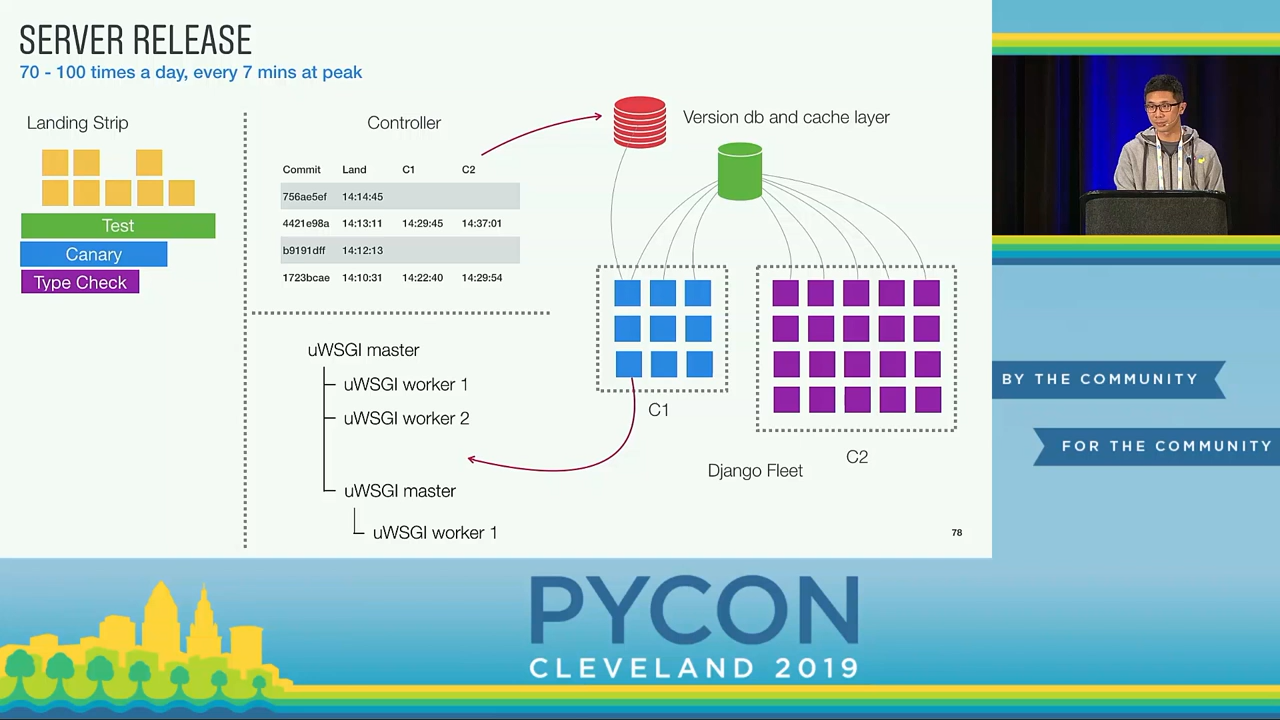 SERVER RELEASE
70 - 100 times a day, every 7 mins at peak
Landing Strip
Test
Canary
Type Check
Controller
Commit Land C1 C2
756ae5ef 14:14:45
4421e98a 14:13:11 14:29:45 14:37:01
b9191dff 14:12:13
1723bcae 14:10:31 14:22:40 14:29:54
uWSGI master
uWSGI worker 1
uWSGI worker 2
uWSGI master
uWSGI worker 1
Version db and cache layer
C1
C2
Django Fleet
78
BY THE COMMUNITY
FOR THE COMMUNITY
PYCON
CLEVELAND 2019